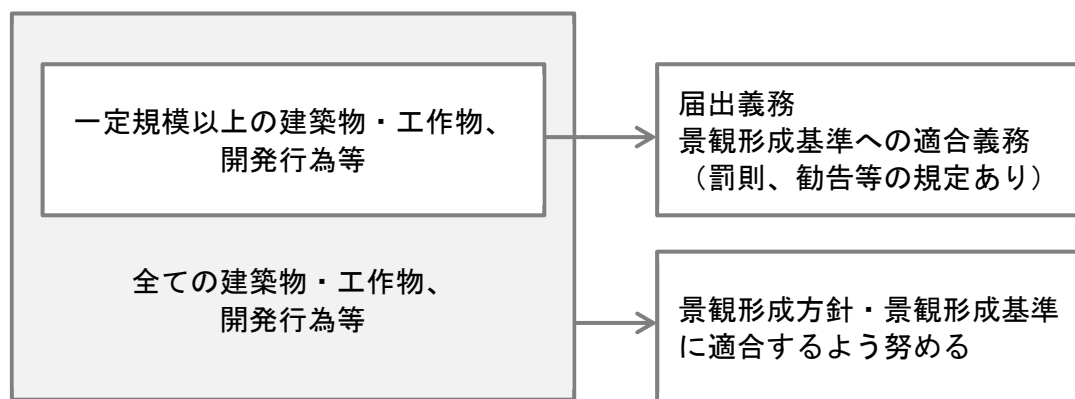 一定規模以上の建築物・工作物、
開発行為等
届出義務
景観形成基準への適合義務
（罰則、勧告等の規定あり）
全ての建築物・工作物、
開発行為等
景観形成方針・景観形成基準
に適合するよう努める